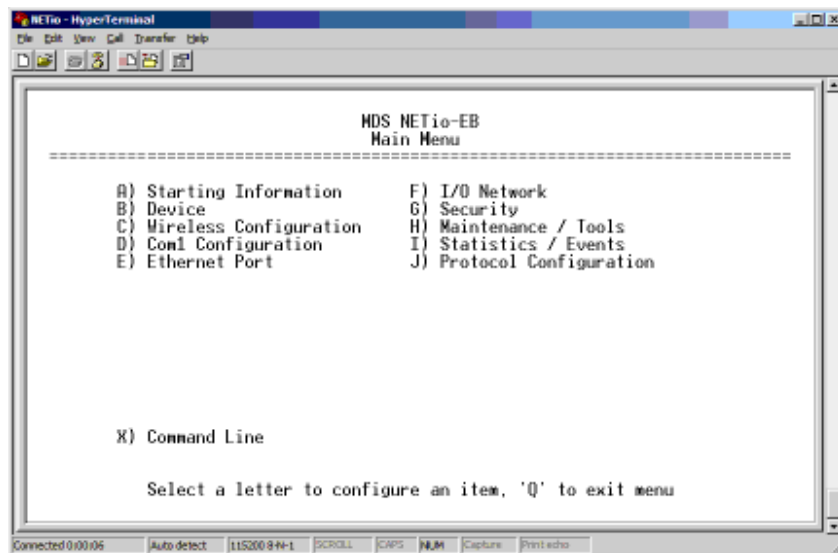 NETio - HyperTerminal
File Edit View Call Transfer Help
MDS NETio-EB
Main Menu
==========================================================================
A) Starting Information F) I/O Network
B) Device G) Security
C) Wireless Configuration H) Maintenance / Tools
D) Com1 Configuration I) Statistics / Events
E) Ethernet Port J) Protocol Configuration
X) Command Line
Select a letter to configure an item, 'Q' to exit menu
Connected 0:00:06 Auto detect 115200 8-N-1 SCROLL CAPS NUM Capture Print echo